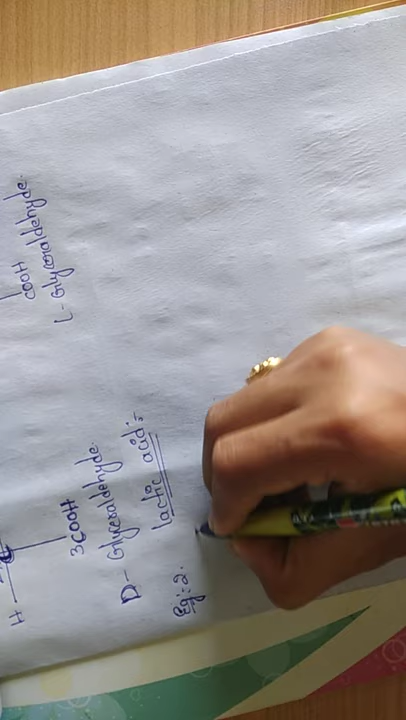 H
3COOH
COOH
D- Glyceraldehyde
L- Glyceraldehyde
Eg:2. Lactic acid:-